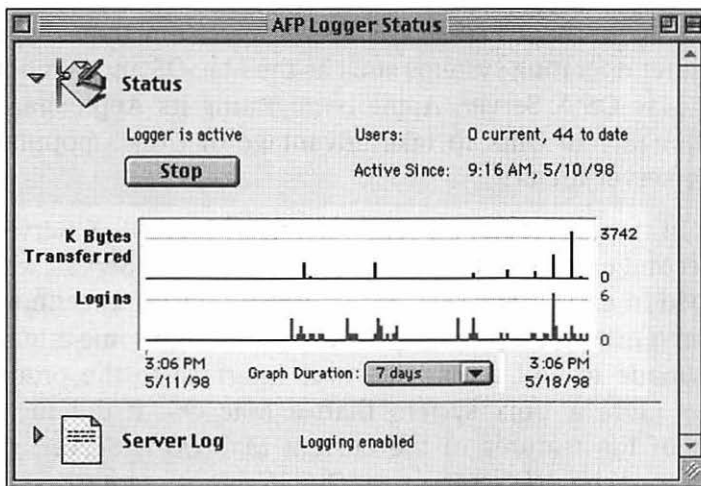 AFP Logger Status
Status
Logger is active
Users: 0 current, 44 to date
Stop
Active Since: 9:16 AM, 5/10/98
K Bytes
Transferred
3742
0
Logins
6
0
3:06 PM
5/11/98
Graph Duration: 7 days
3:06 PM
5/18/98
Server Log
Logging enabled